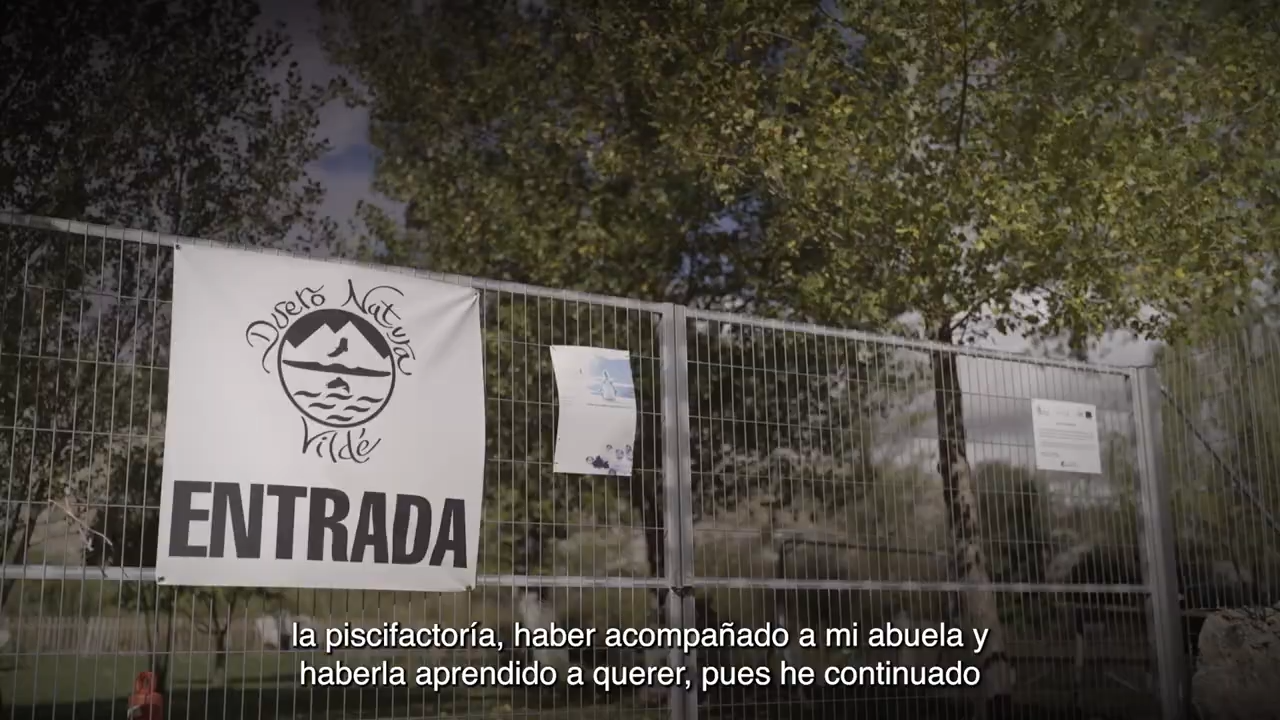 Duero Natura
Vildé
ENTRADA
la piscifactoría, haber acompañado a mi abuela y
haberla aprendido a querer, pues he continuado